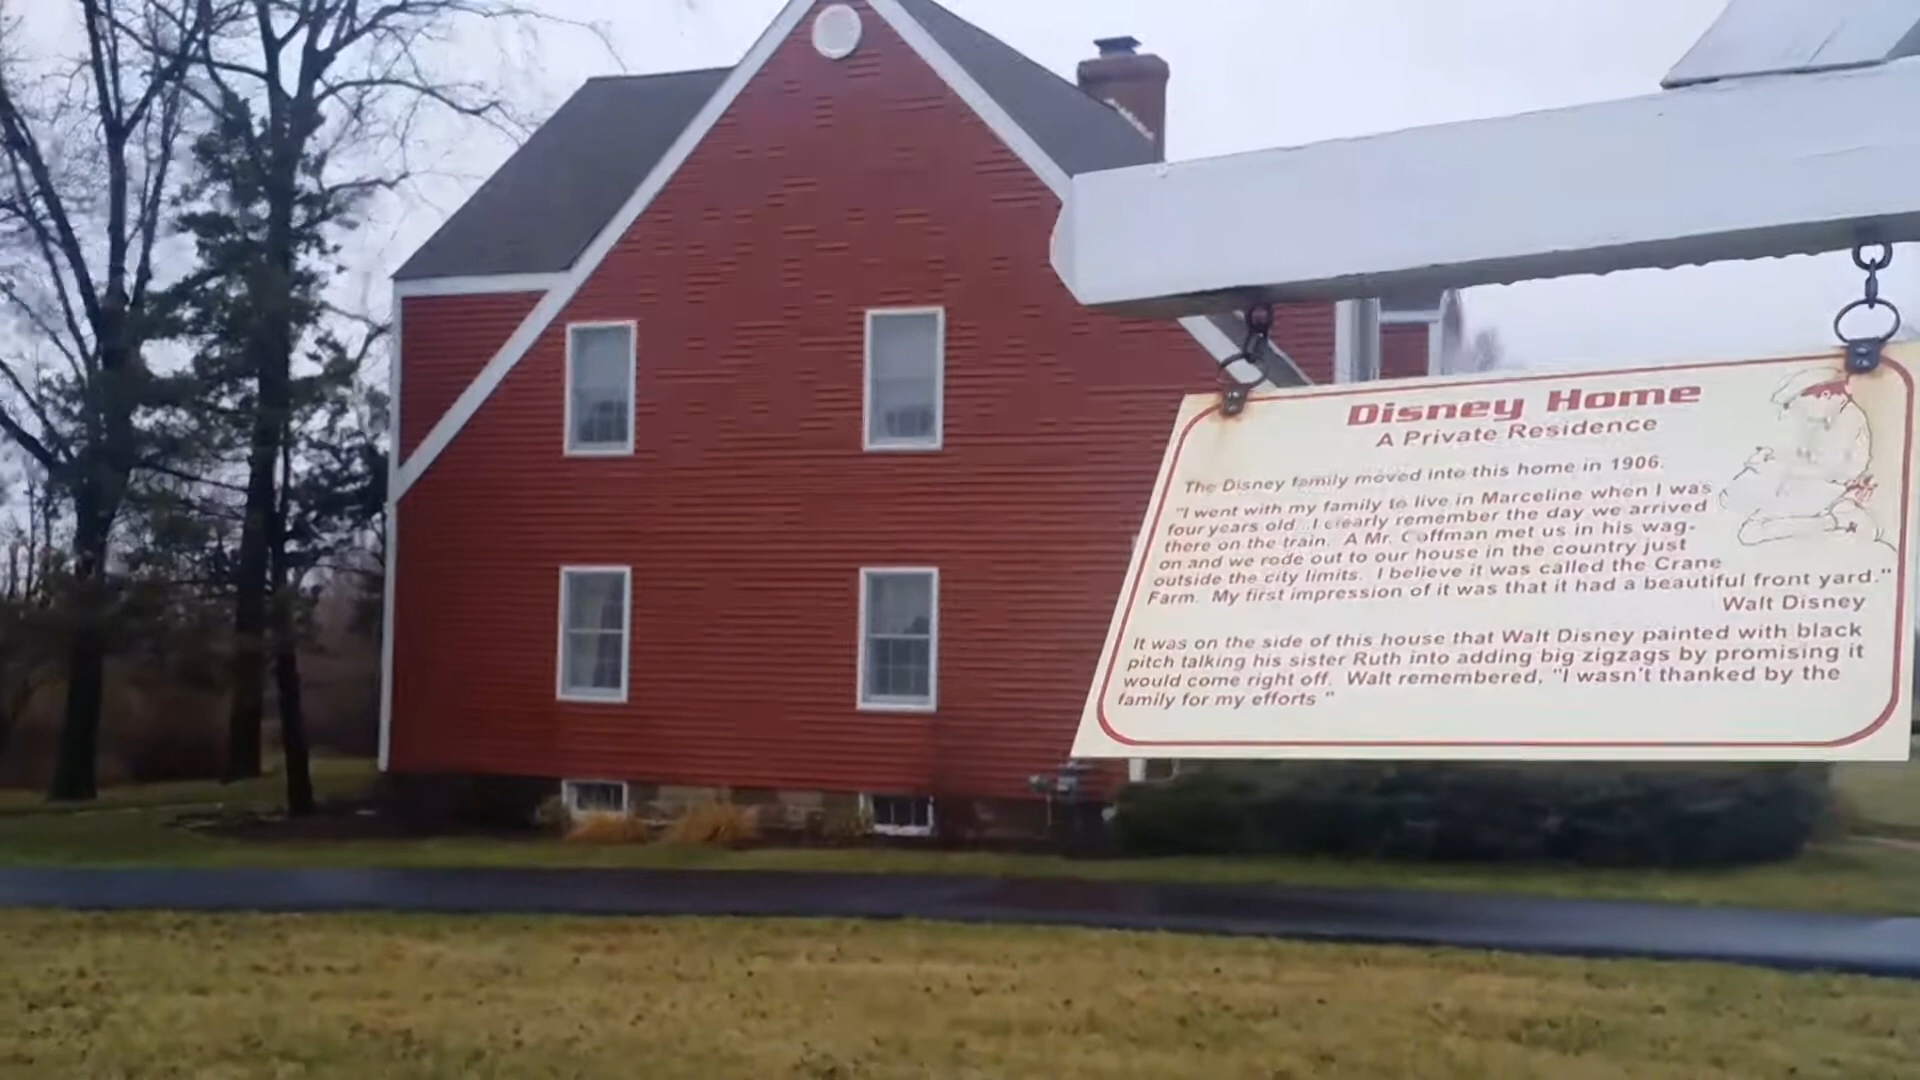 Disney Home
A Private Residence
The Disney family moved into this home in 1906.
"I went with my family to live in Marceline when I was
four years old...I clearly remember the day we arrived
there on the train. A Mr. Coffman met us in his wag-
on and we rode out to our house in the country just
outside the city limits. I believe it was called the Crane
Farm. My first impression of it was that it had a beautiful front yard."
Walt Disney
It was on the side of this house that Walt Disney painted with black
pitch talking his sister Ruth into adding big zigzags by promising it
would come right off. Walt remembered, "I wasn't thanked by the
family for my efforts "